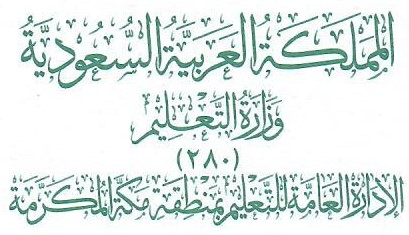 المملكة العربية السعودية
وزارة التعليم
(٢٨٠)
الإدارة العامة للتعليم بمنطقة مكة المكرمة